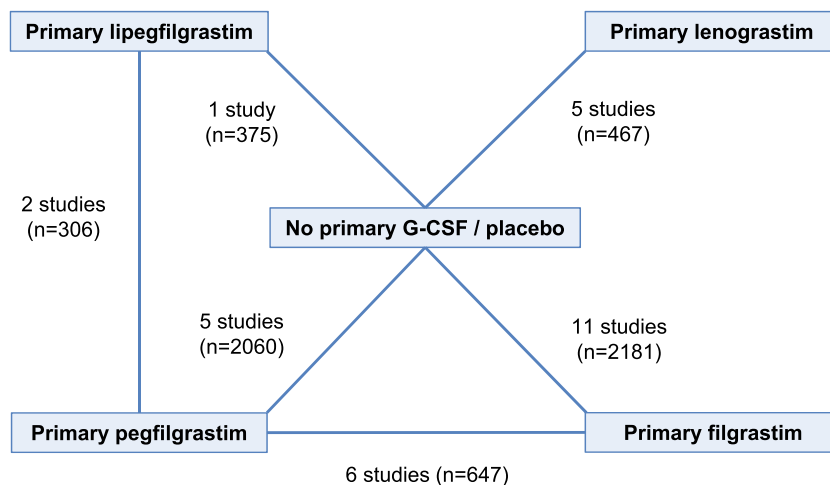 Primary lipegfilgrastim
Primary lenograstim
1 study
(n=375)
5 studies
(n=467)
2 studies
(n=306)
No primary G-CSF / placebo
5 studies
(n=2060)
11 studies
(n=2181)
Primary pegfilgrastim
Primary filgrastim
6 studies (n=647)